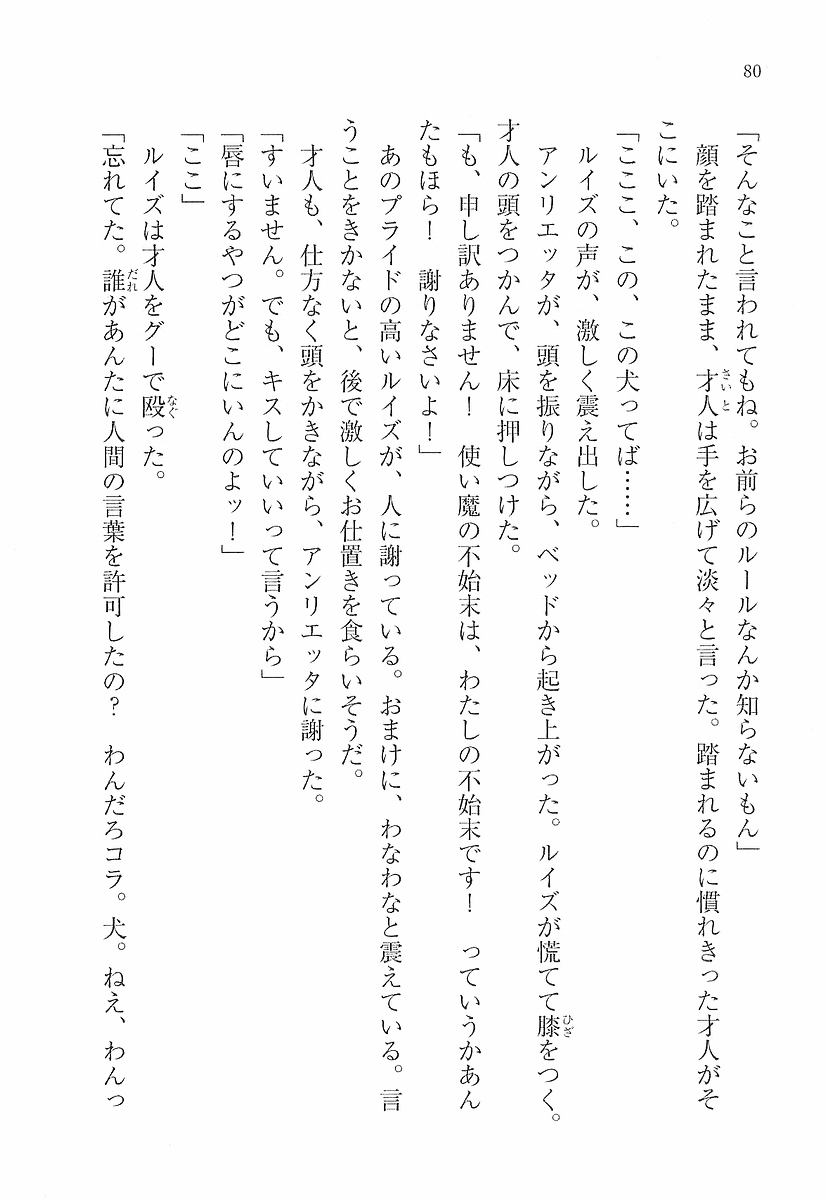 80
「そんなこと言われてもね。お前らのルールなんか知らないもん」
顔を踏まれたまま、才人は手を広げて淡々と言った。踏まれるのに慣れきった才人がそ
こにいた。
「ここここ、この、この犬ってば……」
ルイズの声が、激しく震え出した。
アンリエッタが、頭を振りながら、ベッドから起き上がった。ルイズが慌てて膝をつく。
才人の頭をつかんで、床に押しつけた。
「も、申し訳ありません！　使い魔の不始末は、わたしの不始末です！　っていうかあん
たもほら！　謝りなさいよ！」
あのプライドの高いルイズが、人に謝っている。おまけに、わなわなと震えている。言
うことをきかないと、後で激しくお仕置きを食らいそうだ。
才人も、仕方なく頭をかきながら、アンリエッタに謝った。
「すいません。でも、キスしていいって言うから」
「唇にするやつがどこにいんのよッ！」
「ここ」
ルイズは才人をグーで殴った。
「忘れてた。誰があんたに人間の言葉を許可したの？　わんだろコラ。犬。ねえ、わんっ